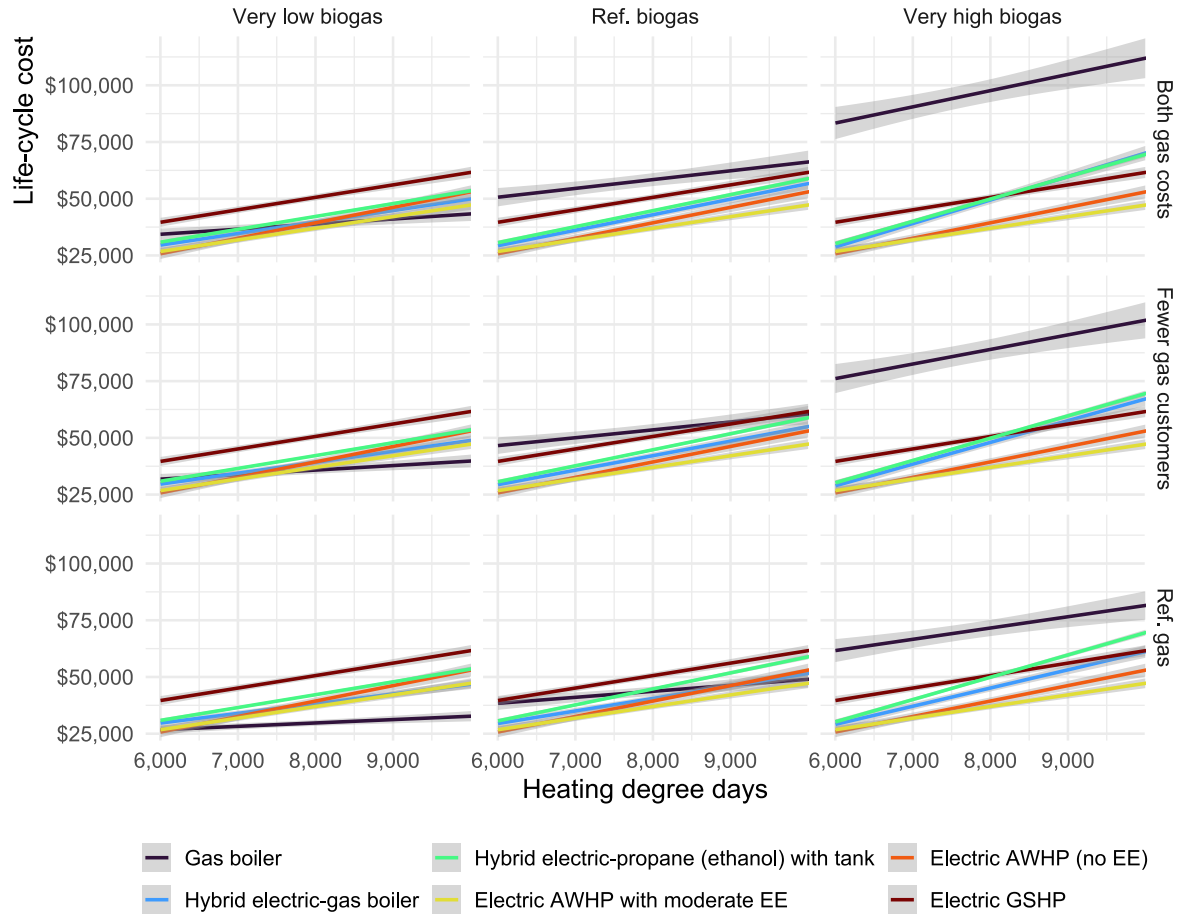 Very low biogas
Ref. biogas
Very high biogas
Life-cycle cost
$100,000
$75,000
$50,000
$25,000
Both gas costs
$100,000
$75,000
$50,000
$25,000
Fewer gas customers
$100,000
$75,000
$50,000
$25,000
Ref. gas
6,000 7,000 8,000 9,000
6,000 7,000 8,000 9,000
6,000 7,000 8,000 9,000
Heating degree days
Gas boiler
Hybrid electric-propane (ethanol) with tank
Electric AWHP (no EE)
Hybrid electric-gas boiler
Electric AWHP with moderate EE
Electric GSHP